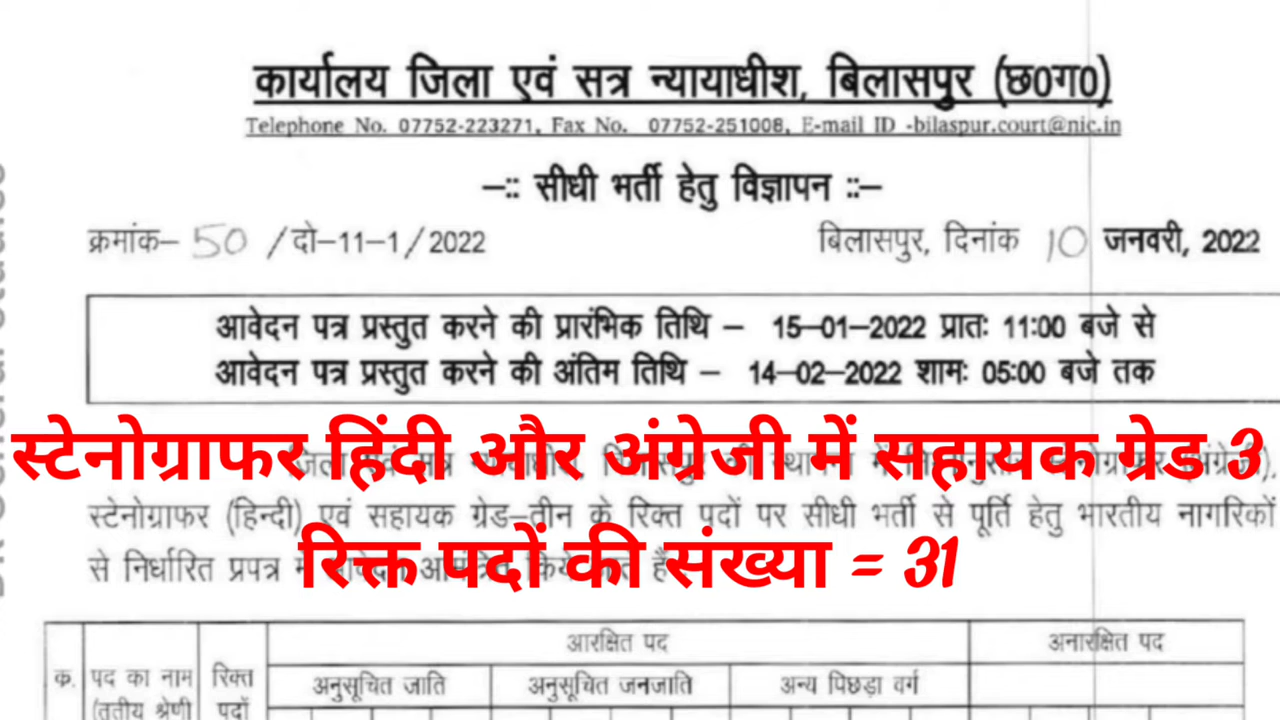 कार्यालय जिला एवं सत्र न्यायाधीश, बिलासपुर (छ0ग0)
Telephone No. 07752-223271, Fax No. 07752-251008, E-mail ID -bilaspur.court@nic.in
–:: सीधी भर्ती हेतु विज्ञापन ::–
क्रमांक– 50 /दो–11–1/2022 बिलासपुर, दिनांक 10 जनवरी, 2022
आवेदन पत्र प्रस्तुत करने की प्रारंभिक तिथि – 15–01–2022 प्रातः 11:00 बजे से
आवेदन पत्र प्रस्तुत करने की अंतिम तिथि – 14–02–2022 शामः 05:00 बजे तक
स्टेनोग्राफर हिंदी और अंग्रेजी में सहायक ग्रेड 3
स्टेनोग्राफर (हिन्दी) एवं सहायक ग्रेड–तीन के रिक्त पदों पर सीधी भर्ती से पूर्ति हेतु भारतीय नागरिकों
रिक्त पदों की संख्या = 31
से निर्धारित प्रपत्र
आरक्षित पद अनारक्षित पद
क. पद का नाम रिक्त
अनुसूचित जाति अनुसूचित जनजाति अन्य पिछड़ा वर्ग
(तृतीय श्रेणी पदों